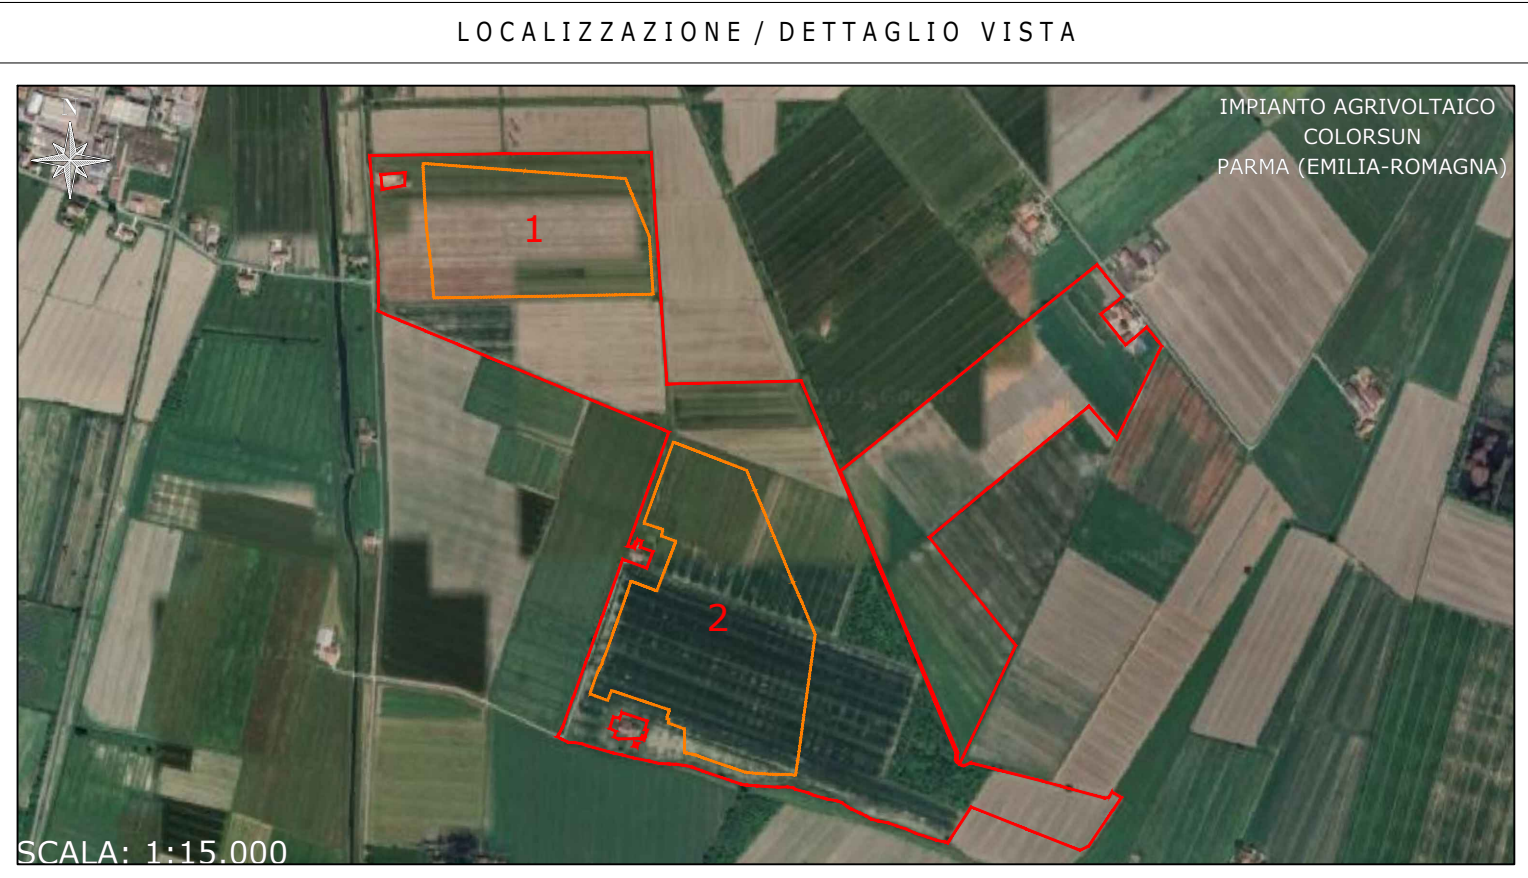 LOCALIZZAZIONE / DETTAGLIO VISTA
N
IMPIANTO AGRIVOLTAICO
COLORSUN
PARMA (EMILIA-ROMAGNA)
1
2
SCALA: 1:15.000